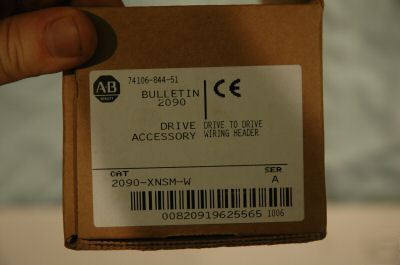 74106-844-51
AB
QUALITY
BULLETIN
2090
CE
DRIVE
ACCESSORY
DRIVE TO DRIVE
WIRING HEADER
CAT
SER
2090-XNSM-W
A
00820919625565 1006